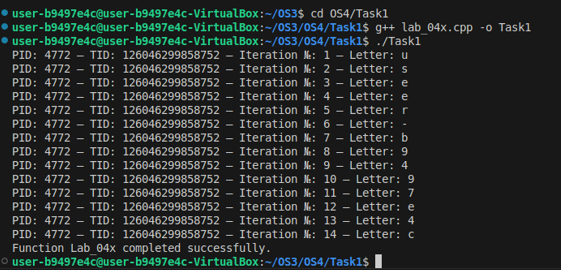 user-b9497e4c@user-b9497e4c-VirtualBox:~/OS3$ cd OS4/Task1
user-b9497e4c@user-b9497e4c-VirtualBox:~/OS3/OS4/Task1$ g++ lab_04x.cpp -o Task1
user-b9497e4c@user-b9497e4c-VirtualBox:~/OS3/OS4/Task1$ ./Task1
PID: 4772 – TID: 126046299858752 – Iteration №: 1 – Letter: u
PID: 4772 – TID: 126046299858752 – Iteration №: 2 – Letter: s
PID: 4772 – TID: 126046299858752 – Iteration №: 3 – Letter: e
PID: 4772 – TID: 126046299858752 – Iteration №: 4 – Letter: e
PID: 4772 – TID: 126046299858752 – Iteration №: 5 – Letter: r
PID: 4772 – TID: 126046299858752 – Iteration №: 6 – Letter: -
PID: 4772 – TID: 126046299858752 – Iteration №: 7 – Letter: b
PID: 4772 – TID: 126046299858752 – Iteration №: 8 – Letter: 9
PID: 4772 – TID: 126046299858752 – Iteration №: 9 – Letter: 4
PID: 4772 – TID: 126046299858752 – Iteration №: 10 – Letter: 9
PID: 4772 – TID: 126046299858752 – Iteration №: 11 – Letter: 7
PID: 4772 – TID: 126046299858752 – Iteration №: 12 – Letter: e
PID: 4772 – TID: 126046299858752 – Iteration №: 13 – Letter: 4
PID: 4772 – TID: 126046299858752 – Iteration №: 14 – Letter: c
Function Lab_04x completed successfully.
user-b9497e4c@user-b9497e4c-VirtualBox:~/OS3/OS4/Task1$